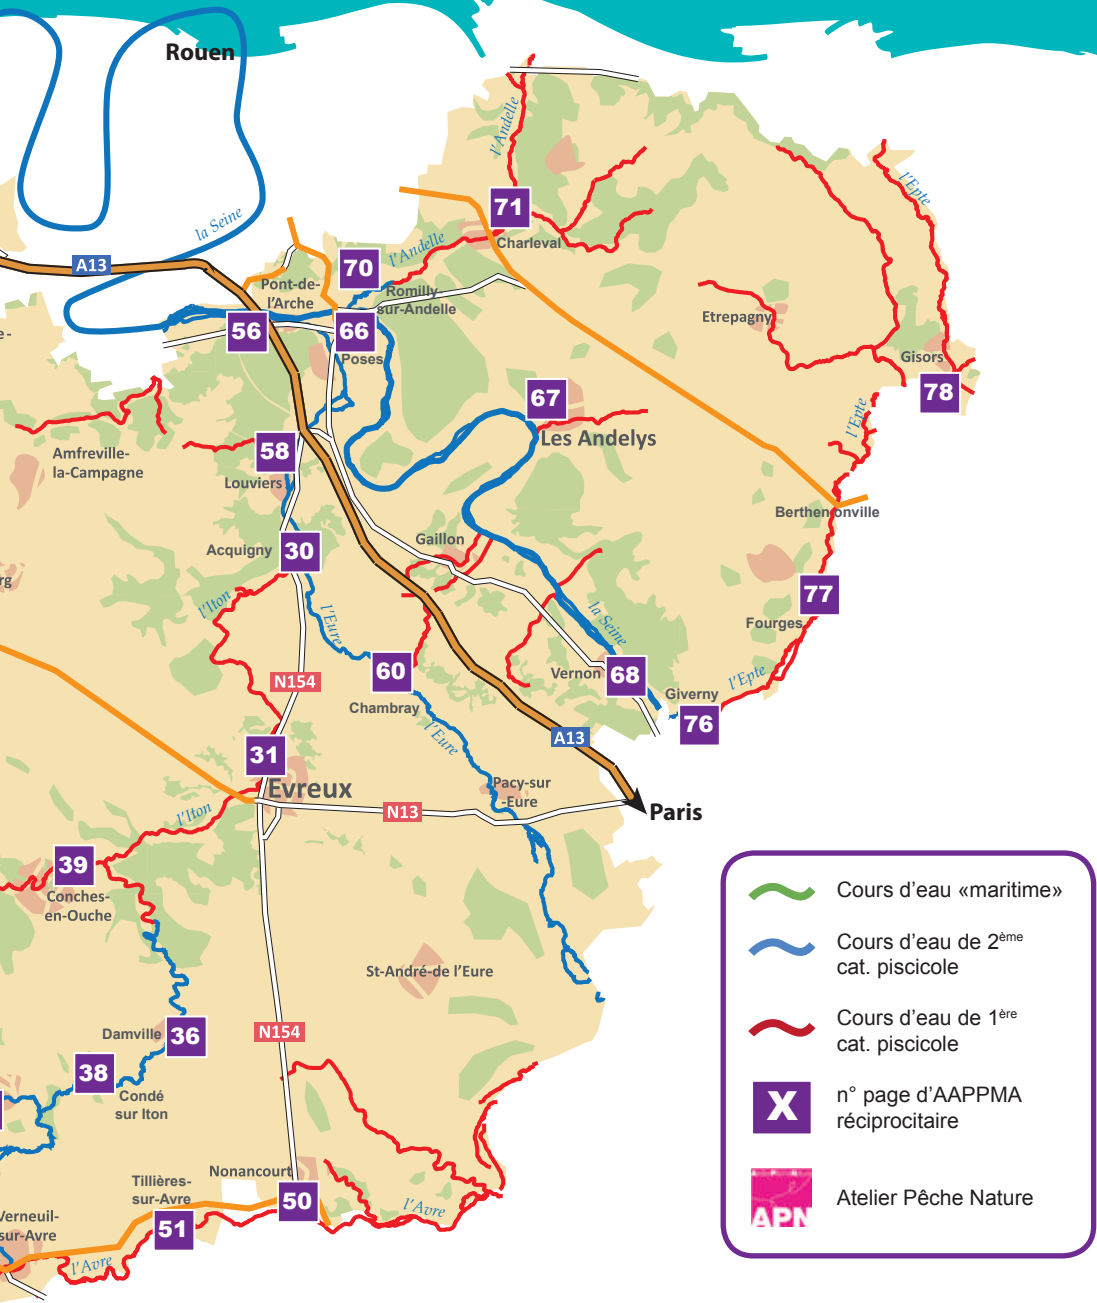 Rouen
la Seine
A13
l'Andelle
l'Epte
71
Charleval
l'Andelle
70
Pont-de-
l'Arche
Romilly-
sur-Andelle
Etrepagny
56
66
Poses
Gisors
78
67
Les Andelys
l'Epte
Amfreville-
la-Campagne
58
Louviers
Berthenonville
Gaillon
Acquigny
30
rg
l'Iton
l'Eure
la Seine
77
Fourges
60
Chambray
Vernon
68
N154
l'Epte
Giverny
76
l'Eure
A13
31
Evreux
Pacy-sur
-Eure
N13
Paris
l'Iton
39
Conches-
en-Ouche
St-André-de l'Eure
N154
Damville
36
38
Condé
sur Iton
Nonancourt
Tillières-
sur-Avre
50
l'Avre
51
Verneuil-
sur-Avre
l'Avre
Cours d'eau «maritime»
Cours d'eau de 2ème
cat. piscicole
Cours d'eau de 1ère
cat. piscicole
X
n° page d'AAPPMA
réciprocitaire
APN
Atelier Pêche Nature